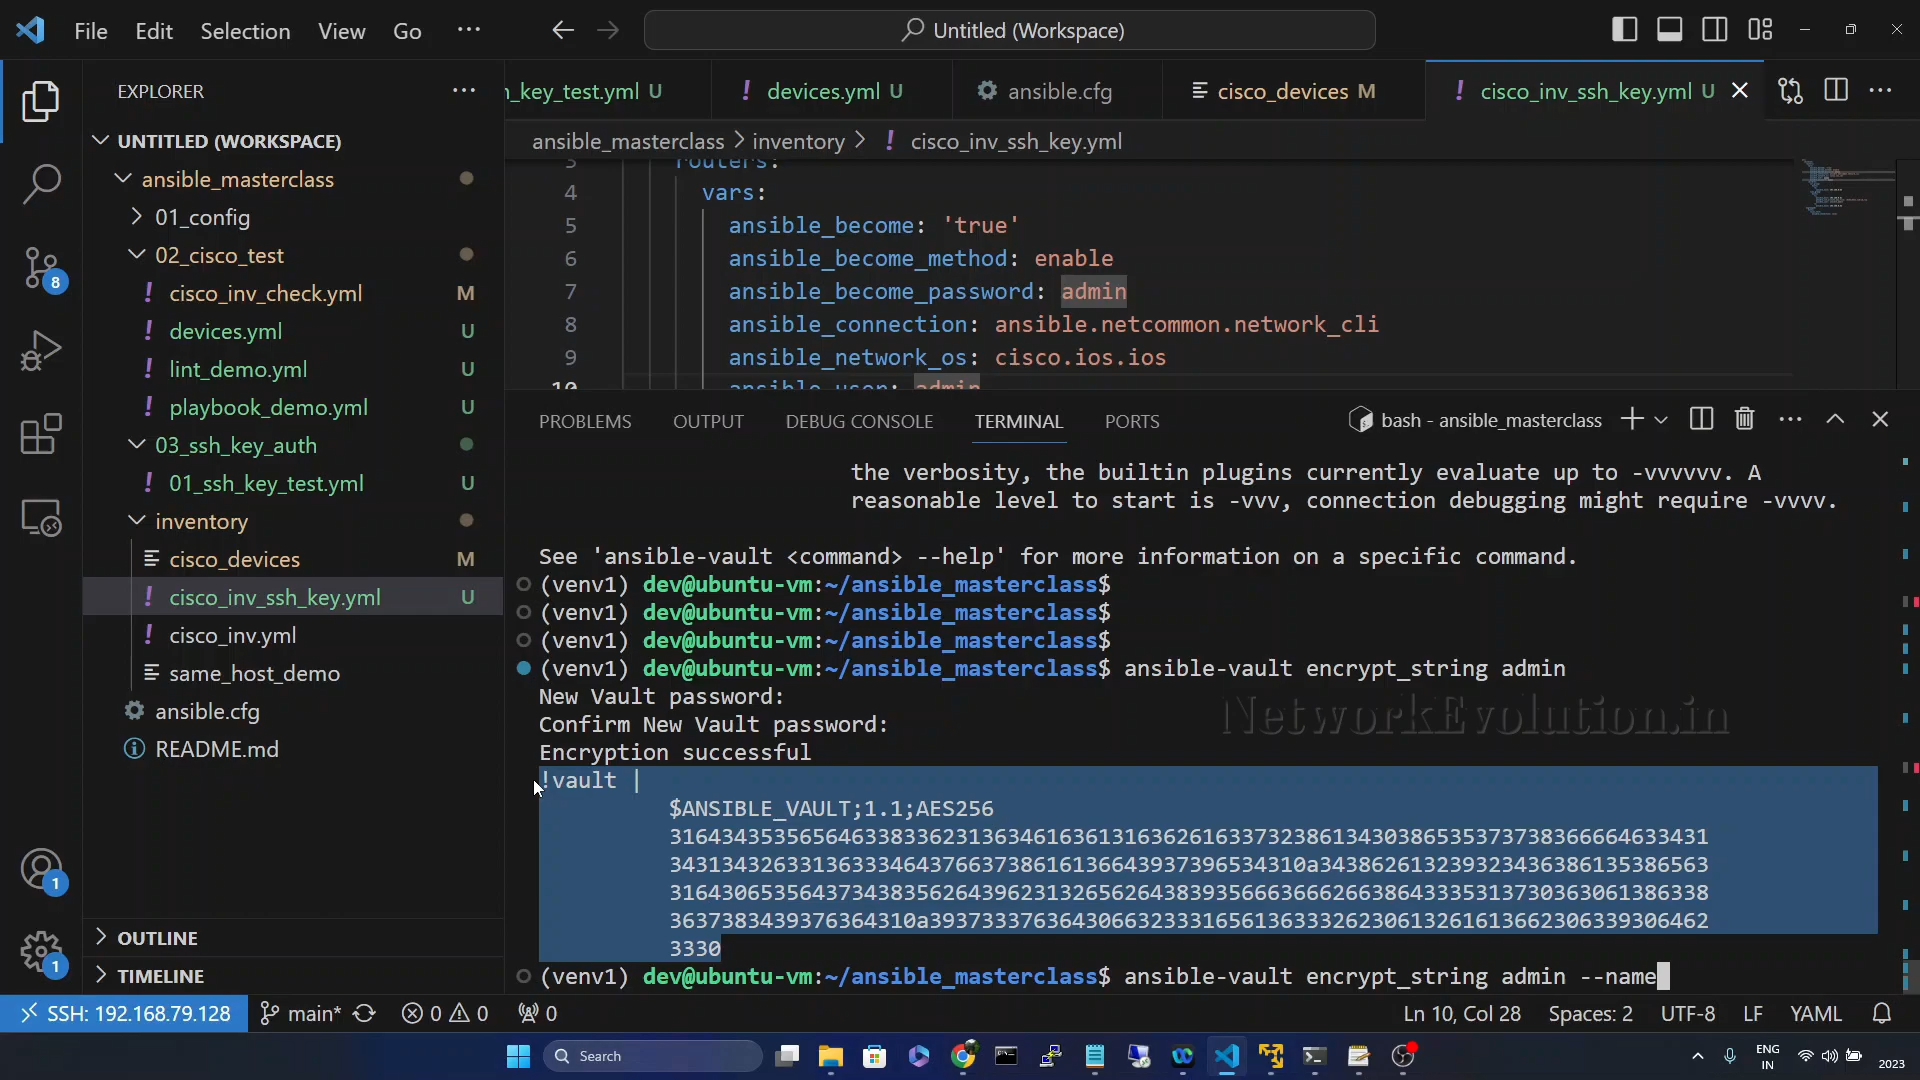 File Edit Selection View Go ··· Untitled (Workspace)
EXPLORER
UNTITLED (WORKSPACE)
ansible_masterclass
01_config
02_cisco_test
cisco_inv_check.yml M
devices.yml U
lint_demo.yml U
playbook_demo.yml U
03_ssh_key_auth
01_ssh_key_test.yml U
inventory
cisco_devices M
cisco_inv_ssh_key.yml U
cisco_inv.yml
same_host_demo
ansible.cfg
README.md
OUTLINE
TIMELINE
8
1
1
_key_test.yml U ! devices.yml U ansible.cfg cisco_devices M ! cisco_inv_ssh_key.yml U
ansible_masterclass > inventory > ! cisco_inv_ssh_key.yml
3 routers:
4 vars:
5 ansible_become: 'true'
6 ansible_become_method: enable
7 ansible_become_password: admin
8 ansible_connection: ansible.netcommon.network_cli
9 ansible_network_os: cisco.ios.ios
10 ansible_user: admin
PROBLEMS OUTPUT DEBUG CONSOLE TERMINAL PORTS bash - ansible_masterclass
the verbosity, the builtin plugins currently evaluate up to -vvvvvv. A
reasonable level to start is -vvv, connection debugging might require -vvvv.
See 'ansible-vault <command> --help' for more information on a specific command.
(venv1) dev@ubuntu-vm:~/ansible_masterclass$
(venv1) dev@ubuntu-vm:~/ansible_masterclass$
(venv1) dev@ubuntu-vm:~/ansible_masterclass$
(venv1) dev@ubuntu-vm:~/ansible_masterclass$ ansible-vault encrypt_string admin
New Vault password:
Confirm New Vault password:
Encryption successful
NetworkEvolution.in
!vault |
$ANSIBLE_VAULT;1.1;AES256
3330
(venv1) dev@ubuntu-vm:~/ansible_masterclass$ ansible-vault encrypt_string admin --name
SSH: 192.168.79.128 main* 0 0 0 Ln 10, Col 28 Spaces: 2 UTF-8 LF YAML
Search
ENG
IN
2023